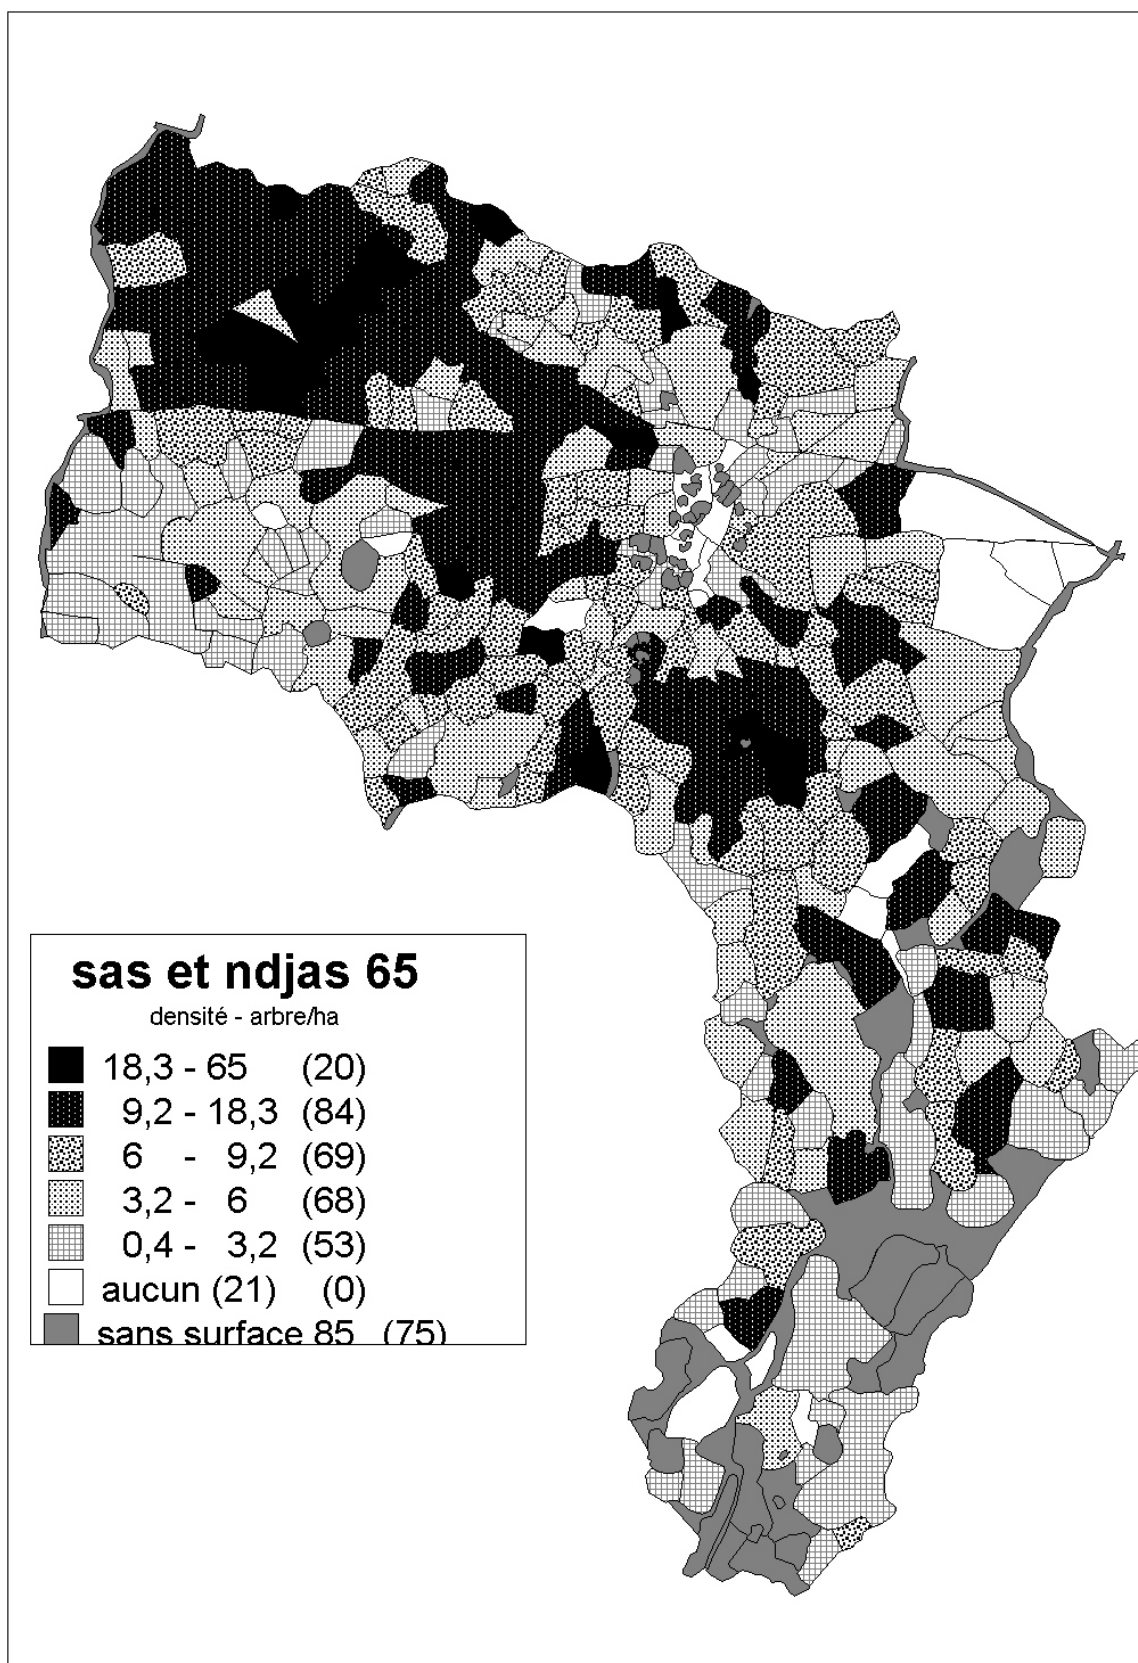 sas et ndjas 65
densité - arbre/ha
18,3 - 65 (20)
9,2 - 18,3 (84)
6 - 9,2 (69)
3,2 - 6 (68)
0,4 - 3,2 (53)
aucun (21) (0)
sans surface 85 (75)